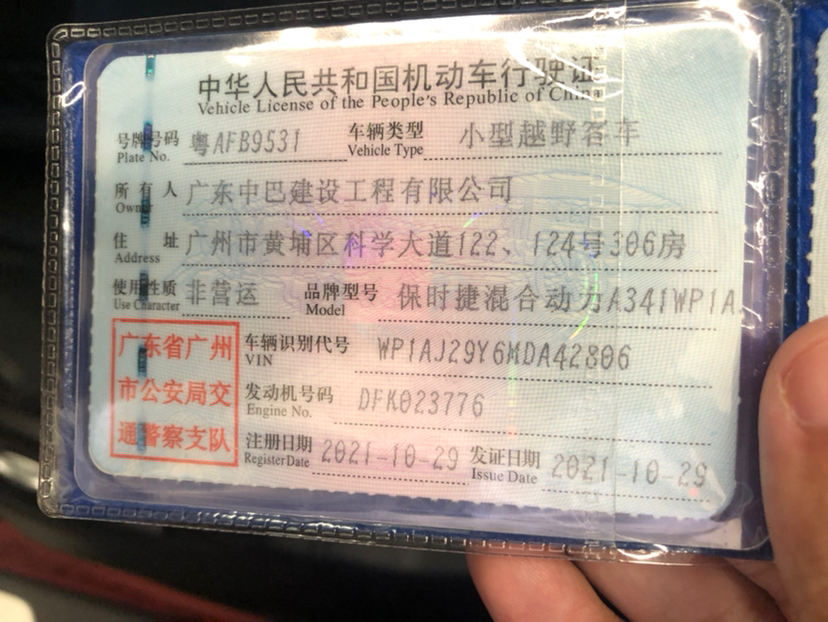 中华人民共和国机动车行驶证
Vehicle License of the People's Republic of China
号牌号码 粤AFB9531 车辆类型 小型越野客车
Plate No. Vehicle Type
所有人 广东中巴建设工程有限公司
Owner
住址 广州市黄埔区科学大道122、124号306房
Address
使用性质 非营运 品牌型号 保时捷混合动力A341WP1A
Use Character Model
广东省广州 车辆识别代号 WP1AJ29Y6MDA42806
VIN
市公安局交 发动机号码 DFK023776
Engine No.
通警察支队 注册日期 2021-10-29 发证日期 2021-10-29
Register Date Issue Date